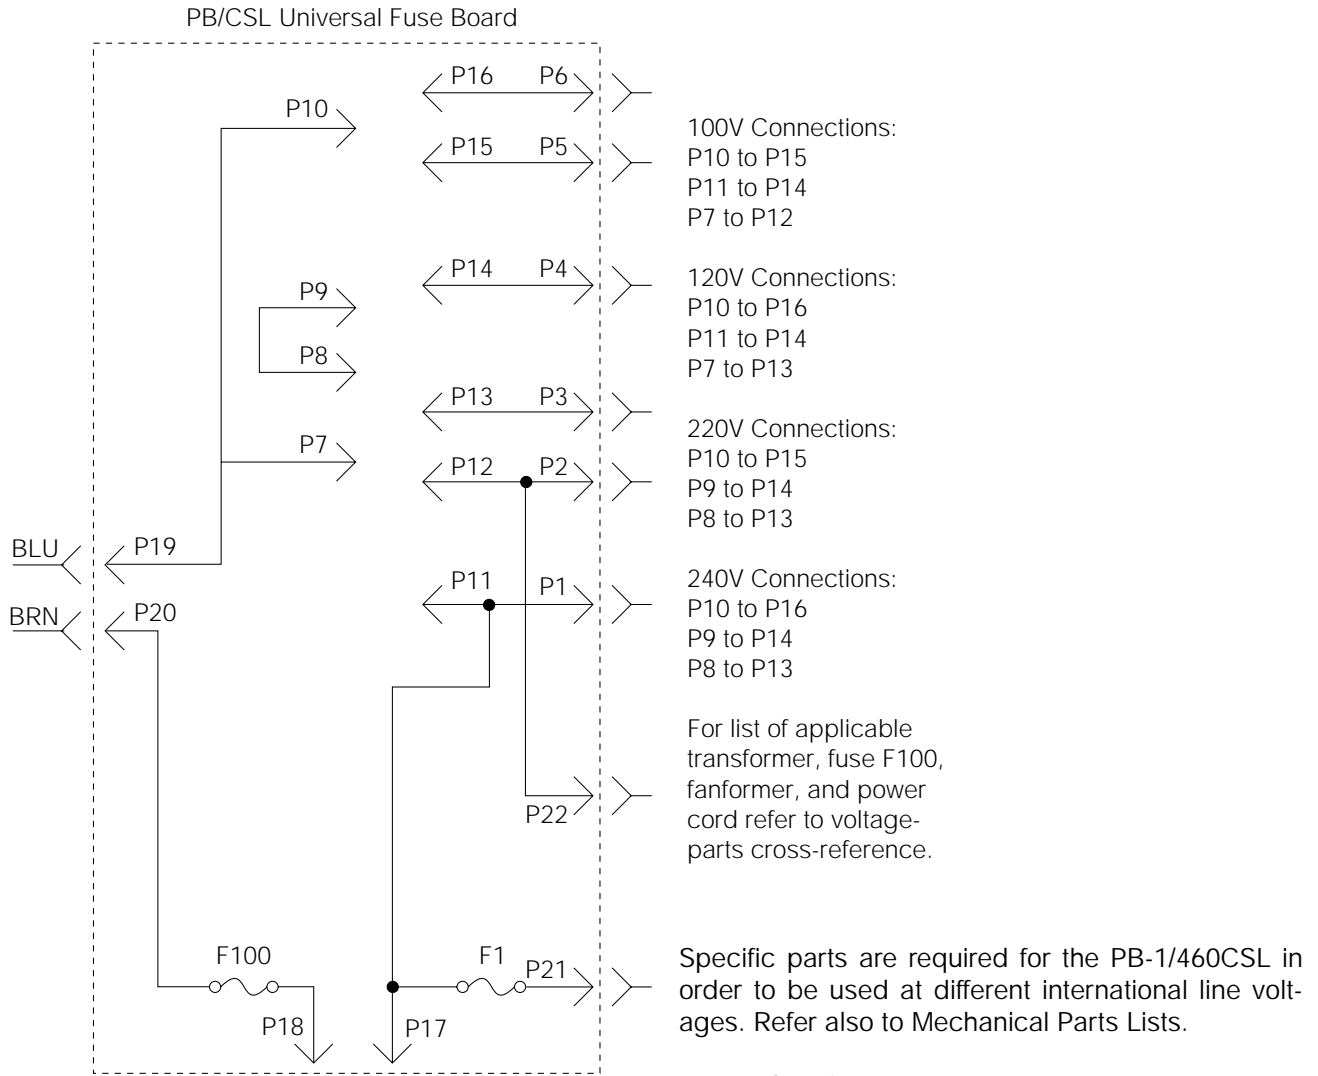 PB/CSL Universal Fuse Board
P16 P6
P10
P15 P5
P14 P4
P9
P8
P13 P3
P7
P12 P2
BLU P19
P11 P1
BRN P20
P22
F100 F1 P21
P18 P17
100V Connections:
P10 to P15
P11 to P14
P7 to P12
120V Connections:
P10 to P16
P11 to P14
P7 to P13
220V Connections:
P10 to P15
P9 to P14
P8 to P13
240V Connections:
P10 to P16
P9 to P14
P8 to P13
For list of applicable
transformer, fuse F100,
fanformer, and power
cord refer to voltage-
parts cross-reference.
Specific parts are required for the PB-1/460CSL in
order to be used at different international line volt-
ages. Refer also to Mechanical Parts Lists.